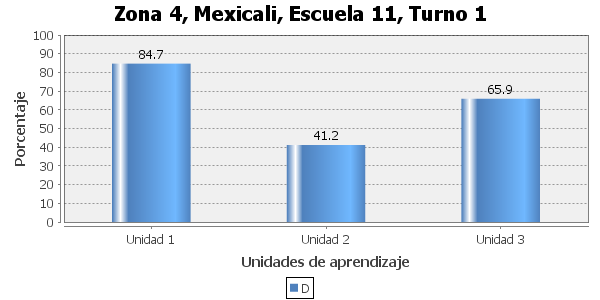 Zona 4, Mexicali, Escuela 11, Turno 1
Porcentaje
100
90
80
70
60
50
40
30
20
10
0
84.7
41.2
65.9
Unidad 1
Unidad 2
Unidad 3
Unidades de aprendizaje
D